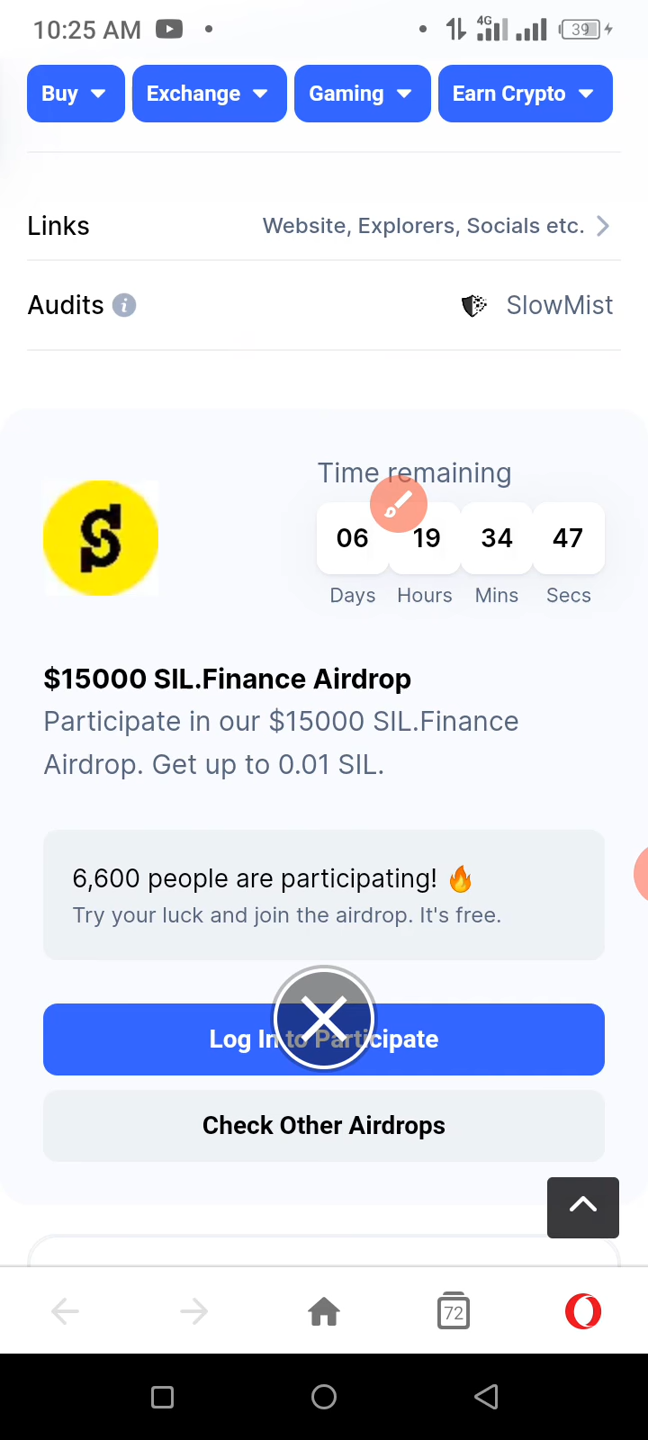 10:25 AM
4G
39
Buy Exchange Gaming Earn Crypto
Links Website, Explorers, Socials etc.
Audits i SlowMist
Time remaining
06 19 34 47
Days Hours Mins Secs
$15000 SIL.Finance Airdrop
Participate in our $15000 SIL.Finance
Airdrop. Get up to 0.01 SIL.
6,600 people are participating! 🔥
Try your luck and join the airdrop. It's free.
Log In to Participate
Check Other Airdrops
72